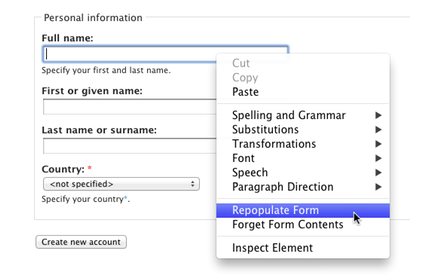 Personal information
Full name:
Specify your first and last name.
First or given name:
Last name or surname:
Country: *
<not specified>
Specify your country*.
Create new account
Cut
Copy
Paste
Spelling and Grammar
Substitutions
Transformations
Font
Speech
Paragraph Direction
Repopulate Form
Forget Form Contents
Inspect Element